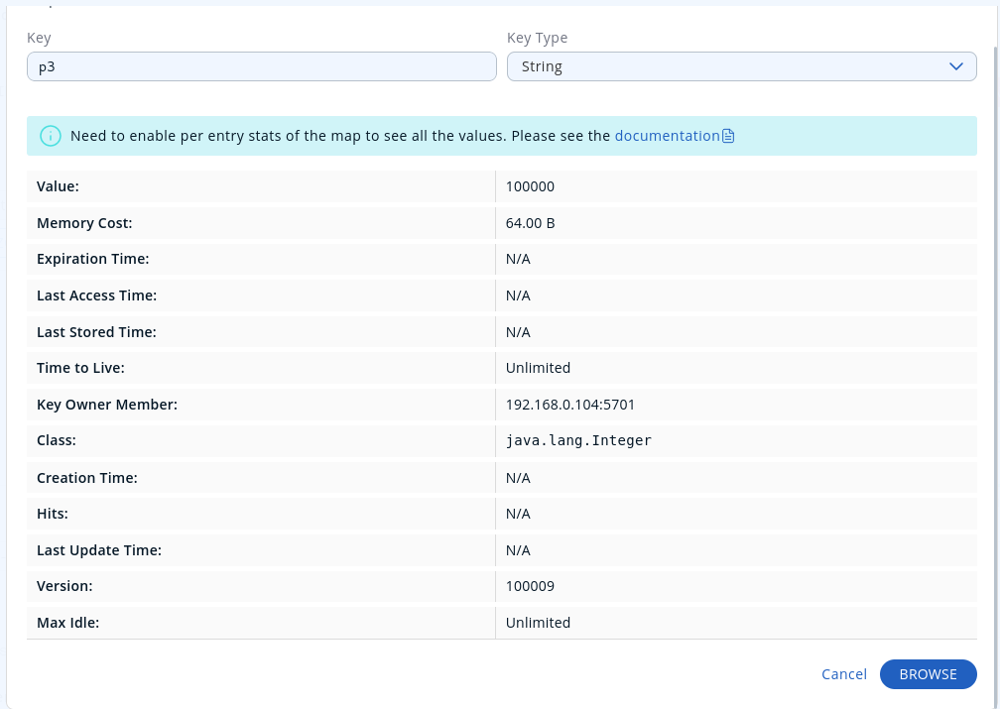 Key
Key Type
p3
String
Need to enable per entry stats of the map to see all the values. Please see the documentation
Value: 100000
Memory Cost: 64.00 B
Expiration Time: N/A
Last Access Time: N/A
Last Stored Time: N/A
Time to Live: Unlimited
Key Owner Member: 192.168.0.104:5701
Class: java.lang.Integer
Creation Time: N/A
Hits: N/A
Last Update Time: N/A
Version: 100009
Max Idle: Unlimited
Cancel
BROWSE